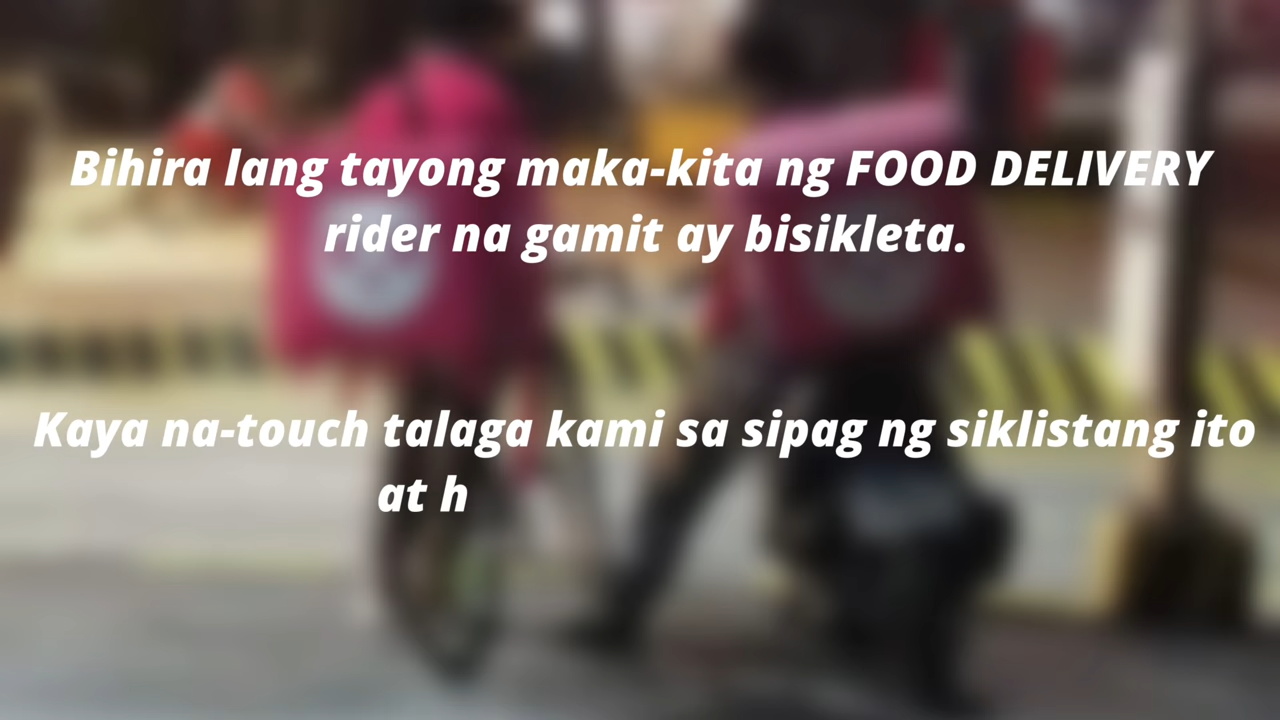 Bihira lang tayong maka-kita ng FOOD DELIVERY
rider na gamit ay bisikleta.
Kaya na-touch talaga kami sa sipag ng siklistang ito
at h